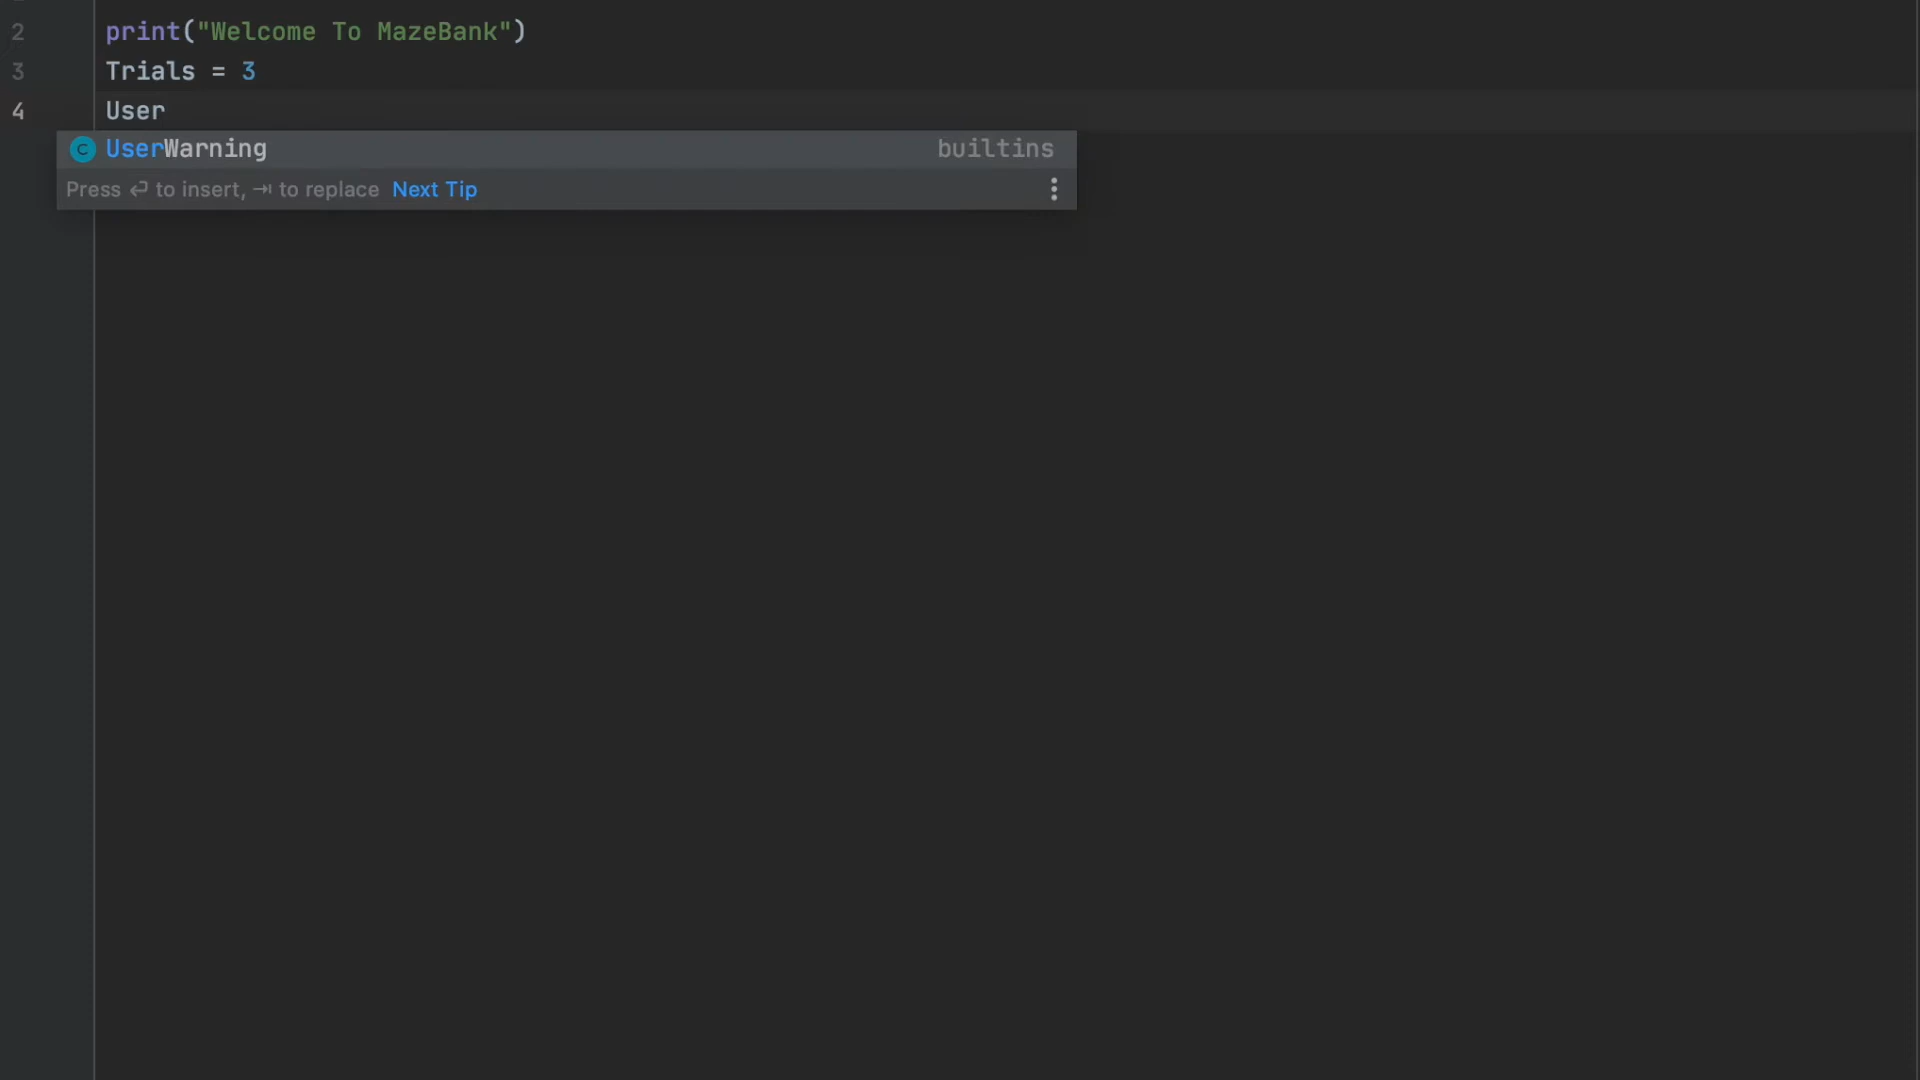 2 print("Welcome To MazeBank")
3 Trials = 3
4 User
C UserWarning builtins
Press ↵ to insert, ⇥ to replace Next Tip